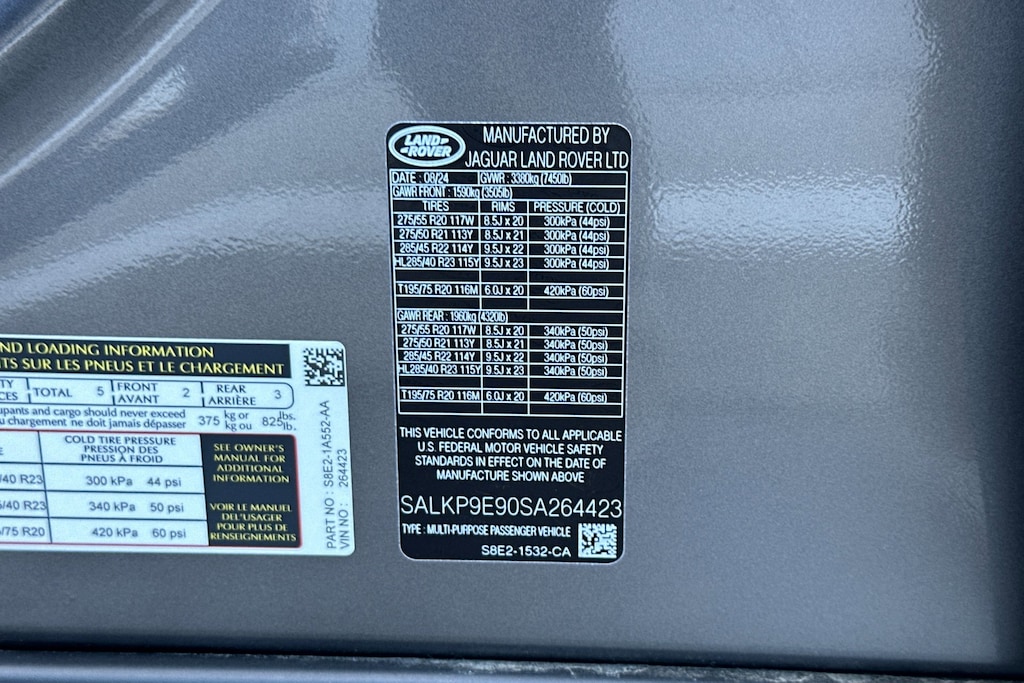 LAND ROVER
MANUFACTURED BY
JAGUAR LAND ROVER LTD
DATE : 08/24 GVWR : 3380kg (7450lb)
GAWR FRONT : 1590kg (3505lb)
TIRES RIMS PRESSURE (COLD)
275/55 R20 117W 8.5J x 20 300kPa (44psi)
275/50 R21 113Y 8.5J x 21 300kPa (44psi)
285/45 R22 114Y 9.5J x 22 300kPa (44psi)
HL285/40 R23 115Y 9.5J x 23 300kPa (44psi)
T195/75 R20 116M 6.0J x 20 420kPa (60psi)
GAWR REAR : 1960kg (4320lb)
275/55 R20 117W 8.5J x 20 340kPa (50psi)
275/50 R21 113Y 8.5J x 21 340kPa (50psi)
285/45 R22 114Y 9.5J x 22 340kPa (50psi)
HL285/40 R23 115Y 9.5J x 23 340kPa (50psi)
T195/75 R20 116M 6.0J x 20 420kPa (60psi)
THIS VEHICLE CONFORMS TO ALL APPLICABLE
U.S. FEDERAL MOTOR VEHICLE SAFETY
STANDARDS IN EFFECT ON THE DATE OF
MANUFACTURE SHOWN ABOVE
SALKP9E90SA264423
TYPE : MULTI-PURPOSE PASSENGER VEHICLE
S8E2-1532-CA
ND LOADING INFORMATION
TS SUR LES PNEUS ET LE CHARGEMENT
TOTAL 5 FRONT AVANT 2 REAR ARRIÈRE 3
upants and cargo should never exceed 375 kg or 825 lbs.
u chargement ne doit jamais dépasser kg ou lb.
COLD TIRE PRESSURE
PRESSION DES
PNEUS À FROID
/40 R23 300 kPa 44 psi
/40 R23 340 kPa 50 psi
/75 R20 420 kPa 60 psi
SEE OWNER'S
MANUAL FOR
ADDITIONAL
INFORMATION
VOIR LE MANUEL
DEL'USAGER
POUR PLUS DE
RENSEIGNEMENTS
PART NO : S8E2-1A552-AA
VIN NO : 264423